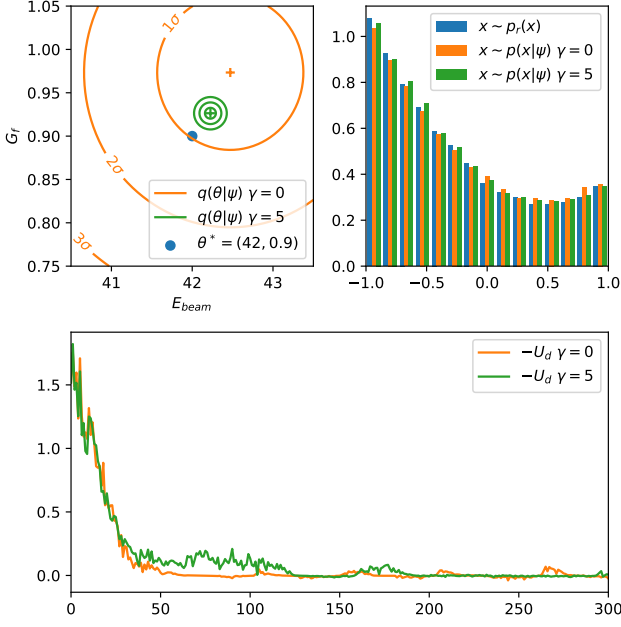 1.05
1.00
0.95
0.90
0.85
0.80
0.75
G_f
1σ
2σ
3σ
q(θ|ψ) γ = 0
q(θ|ψ) γ = 5
θ* = (42, 0.9)
41
42
43
E_beam
1.0
0.8
0.6
0.4
0.2
0.0
x ~ p_r(x)
x ~ p(x|ψ) γ = 0
x ~ p(x|ψ) γ = 5
−1.0
−0.5
0.0
0.5
1.0
1.5
1.0
0.5
0.0
−U_d γ = 0
−U_d γ = 5
0
50
100
150
200
250
300